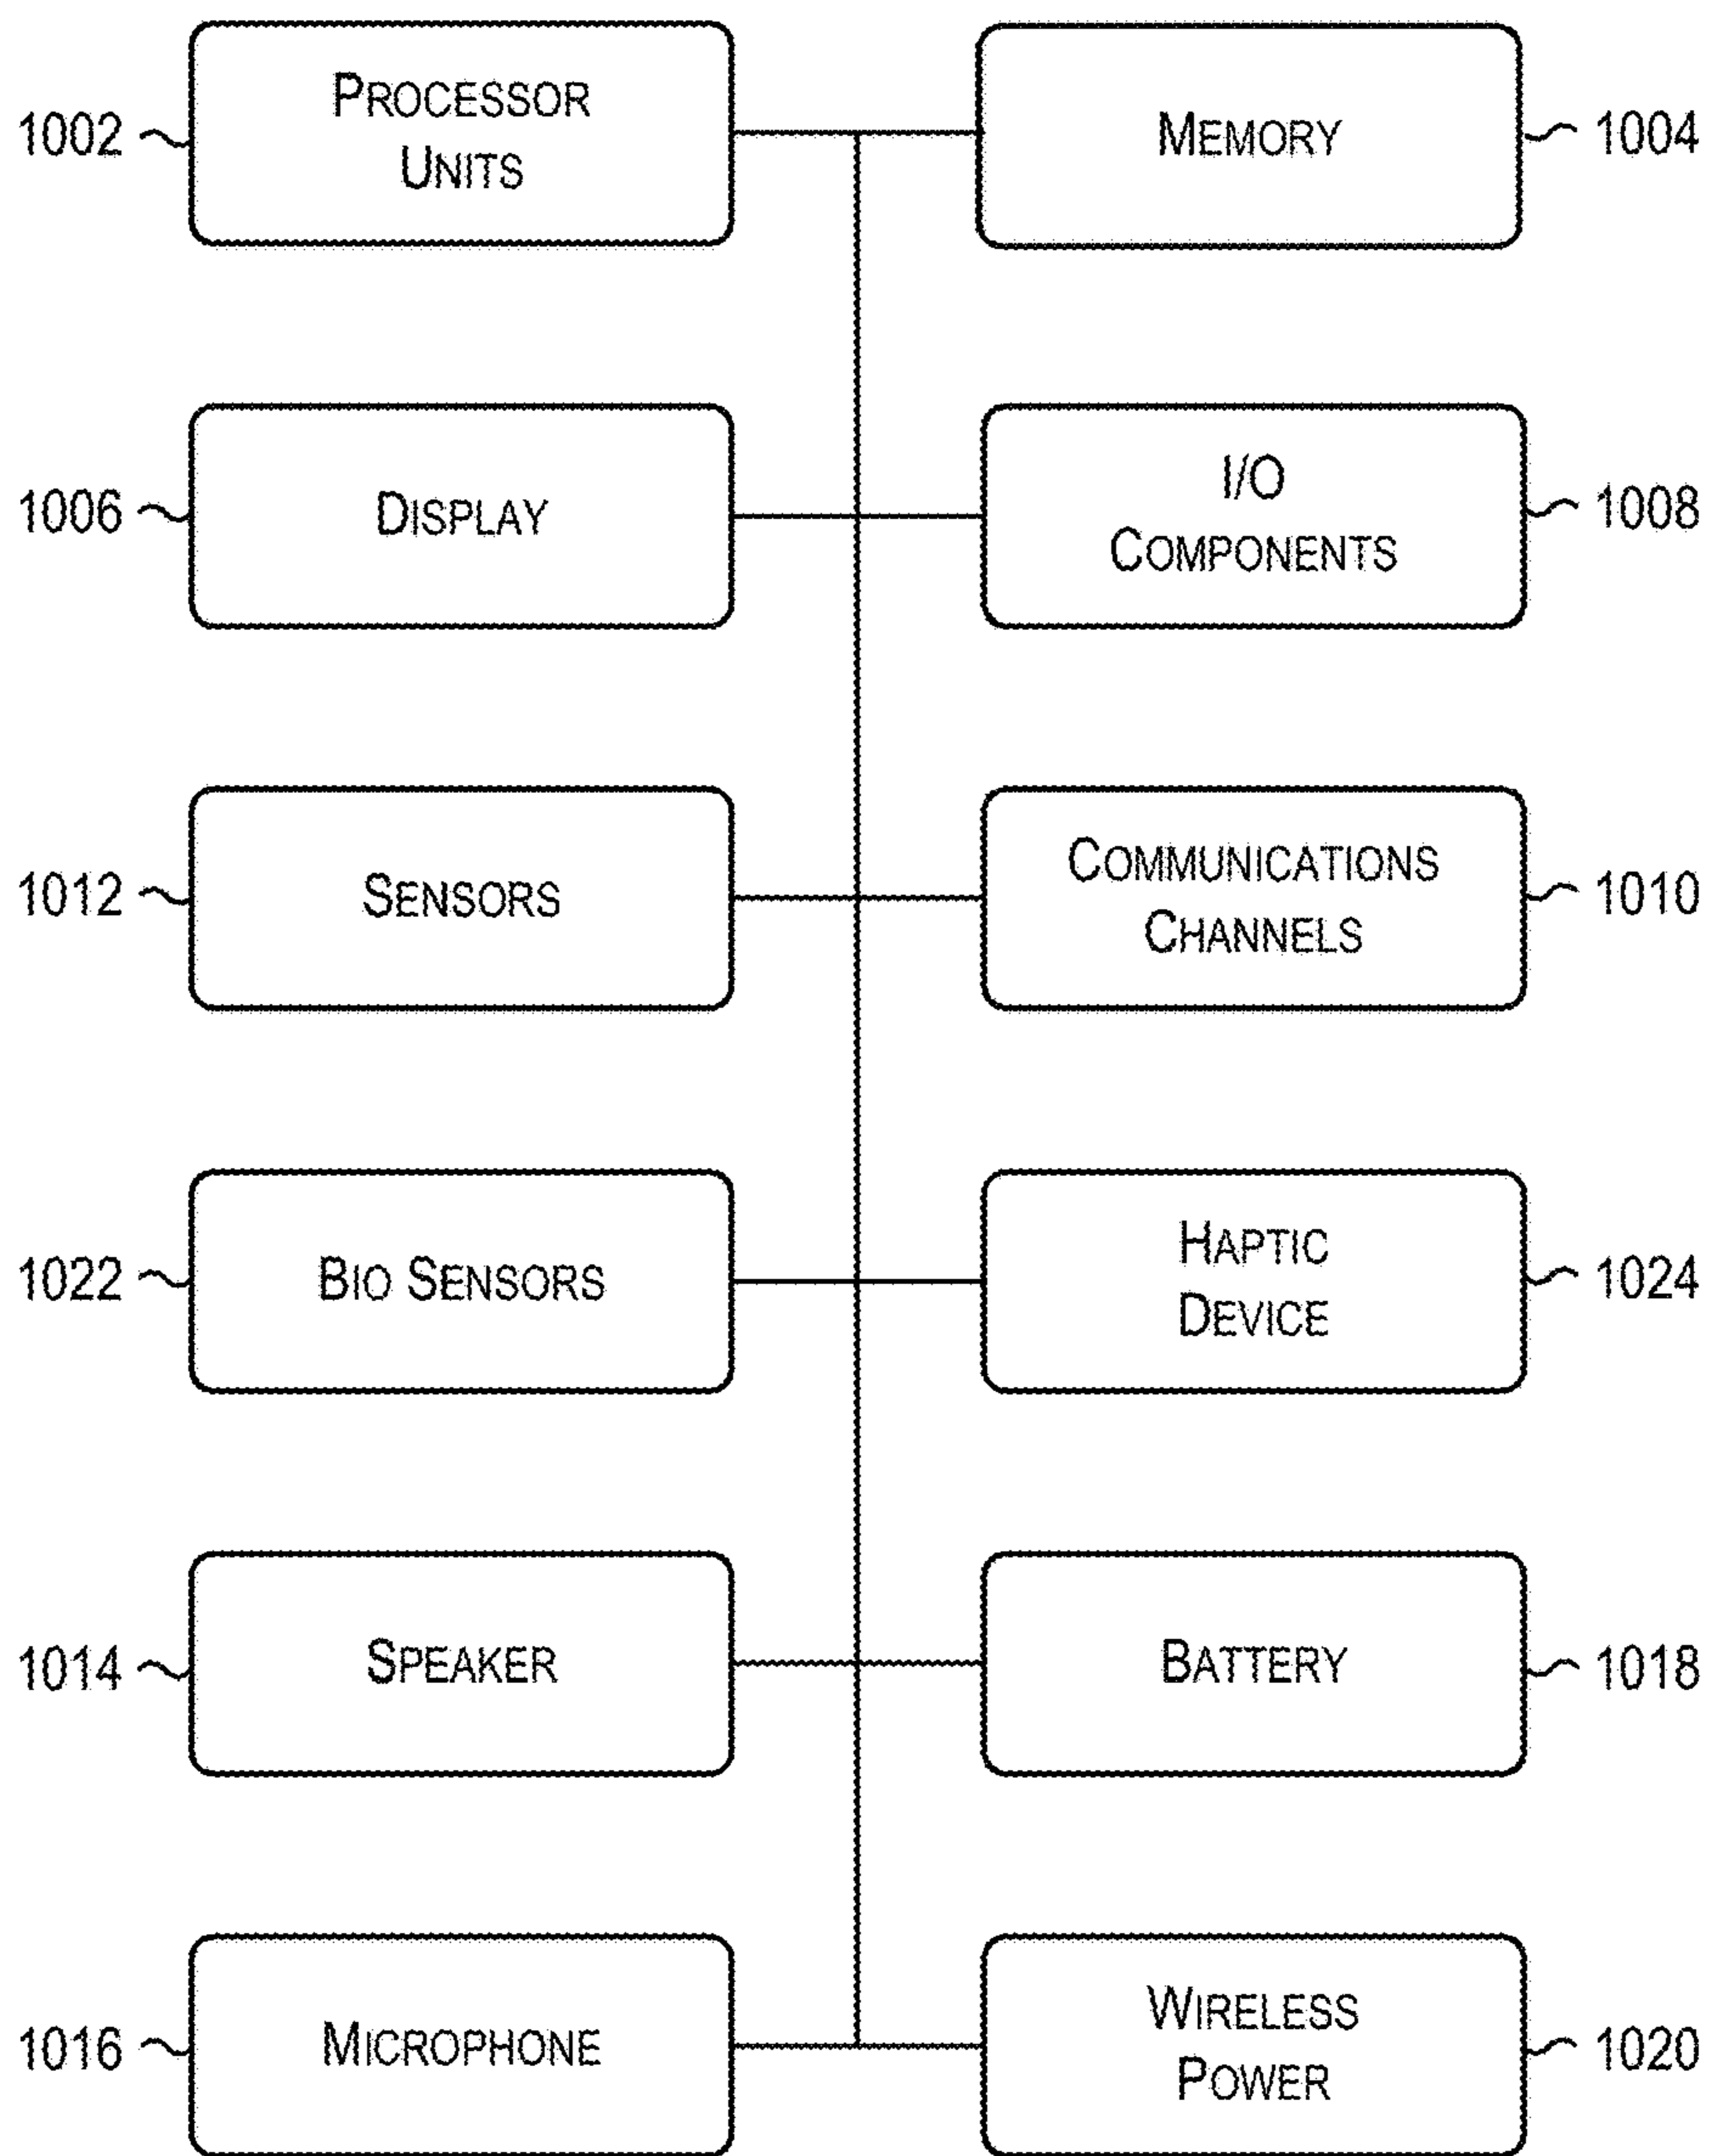 1002
PROCESSOR
UNITS
MEMORY
1004
1006
DISPLAY
I/O
COMPONENTS
1008
1012
SENSORS
COMMUNICATIONS
CHANNELS
1010
1022
BIO SENSORS
HAPTIC
DEVICE
1024
1014
SPEAKER
BATTERY
1018
1016
MICROPHONE
WIRELESS
POWER
1020